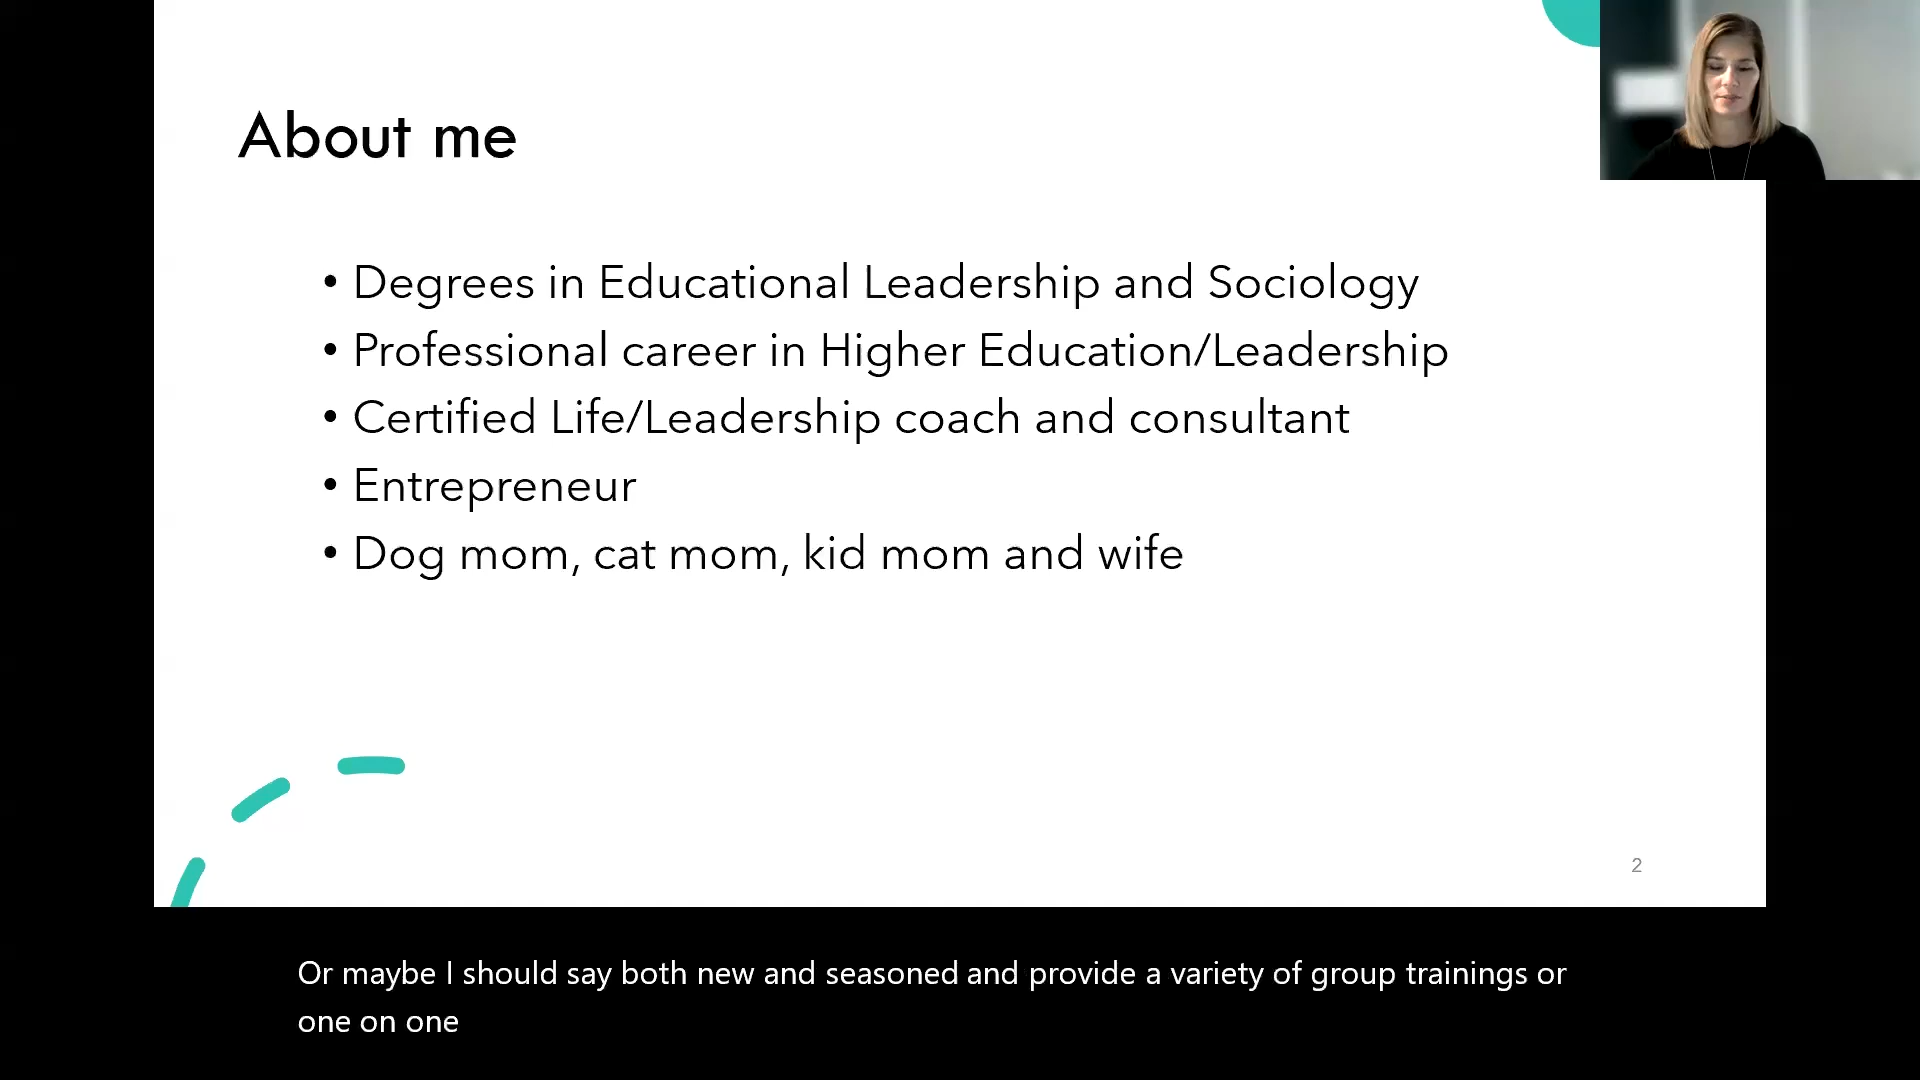 About me
• Degrees in Educational Leadership and Sociology
• Professional career in Higher Education/Leadership
• Certified Life/Leadership coach and consultant
• Entrepreneur
• Dog mom, cat mom, kid mom and wife
2
Or maybe I should say both new and seasoned and provide a variety of group trainings or
one on one